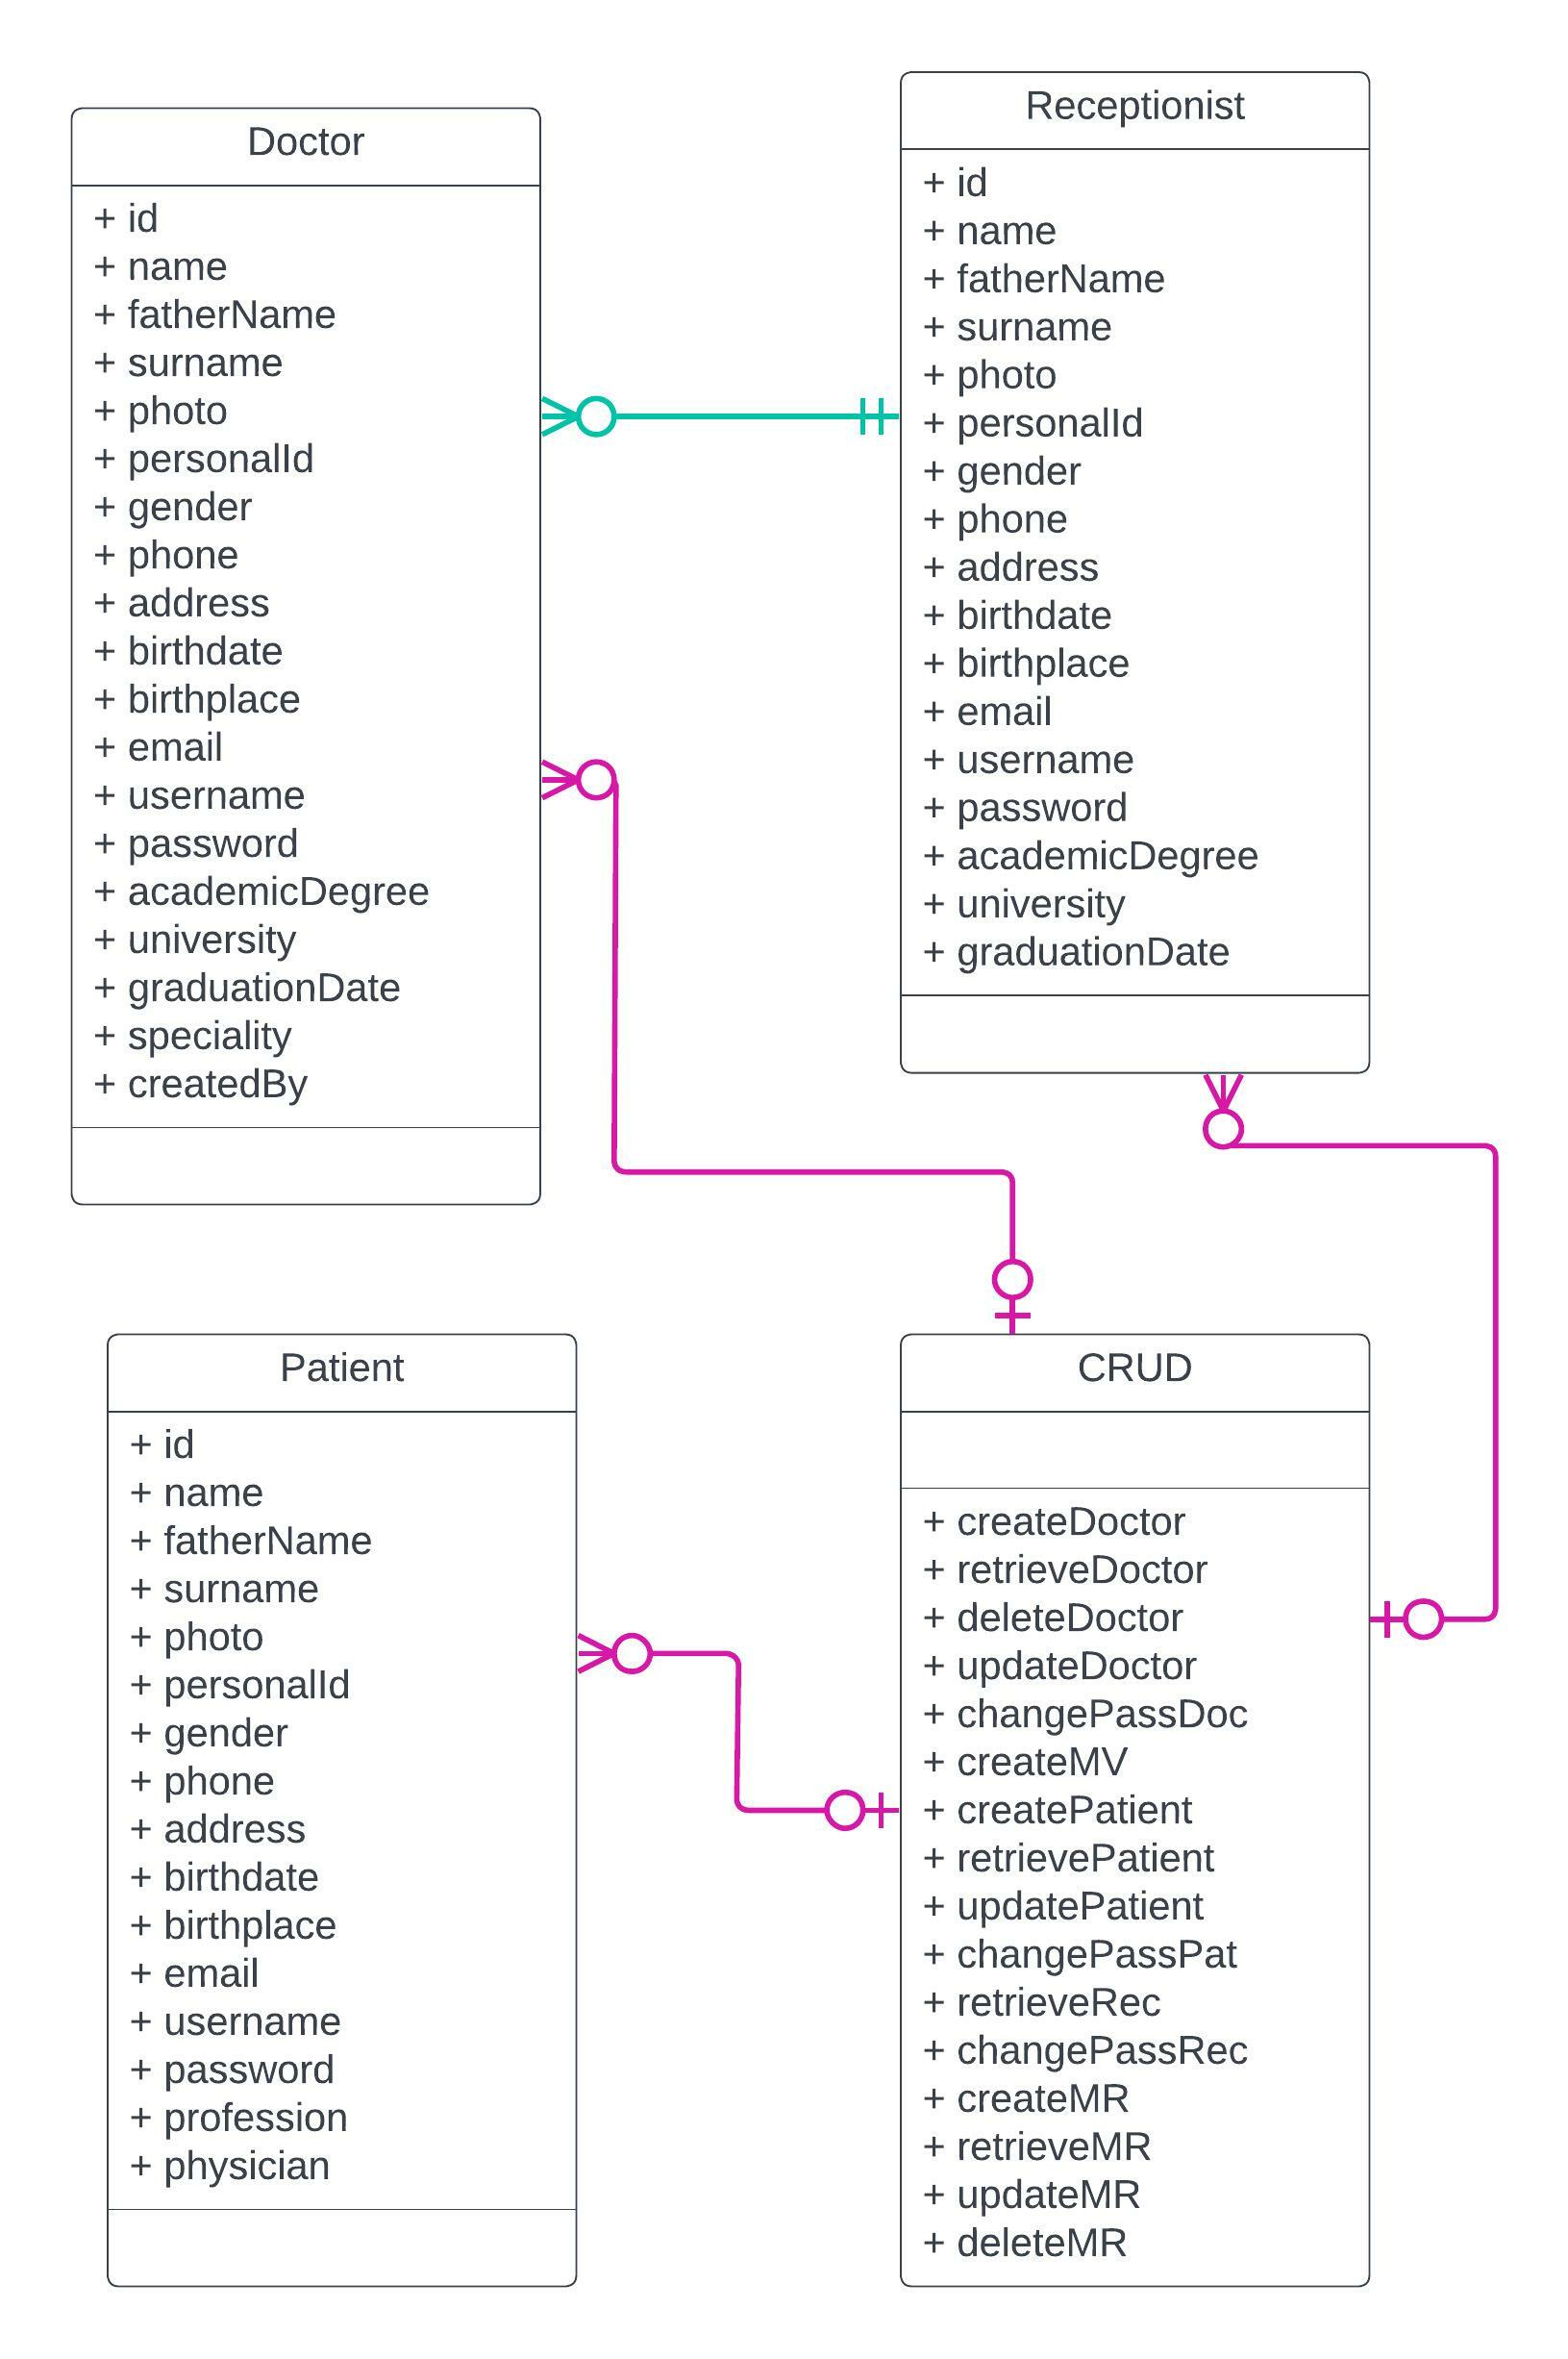 Doctor
+ id
+ name
+ fatherName
+ surname
+ photo
+ personalId
+ gender
+ phone
+ address
+ birthdate
+ birthplace
+ email
+ username
+ password
+ academicDegree
+ university
+ graduationDate
+ speciality
+ createdBy
Receptionist
+ id
+ name
+ fatherName
+ surname
+ photo
+ personalId
+ gender
+ phone
+ address
+ birthdate
+ birthplace
+ email
+ username
+ password
+ academicDegree
+ university
+ graduationDate
Patient
+ id
+ name
+ fatherName
+ surname
+ photo
+ personalId
+ gender
+ phone
+ address
+ birthdate
+ birthplace
+ email
+ username
+ password
+ profession
+ physician
CRUD
+ createDoctor
+ retrieveDoctor
+ deleteDoctor
+ updateDoctor
+ changePassDoc
+ createMV
+ createPatient
+ retrievePatient
+ updatePatient
+ changePassPat
+ retrieveRec
+ changePassRec
+ createMR
+ retrieveMR
+ updateMR
+ deleteMR